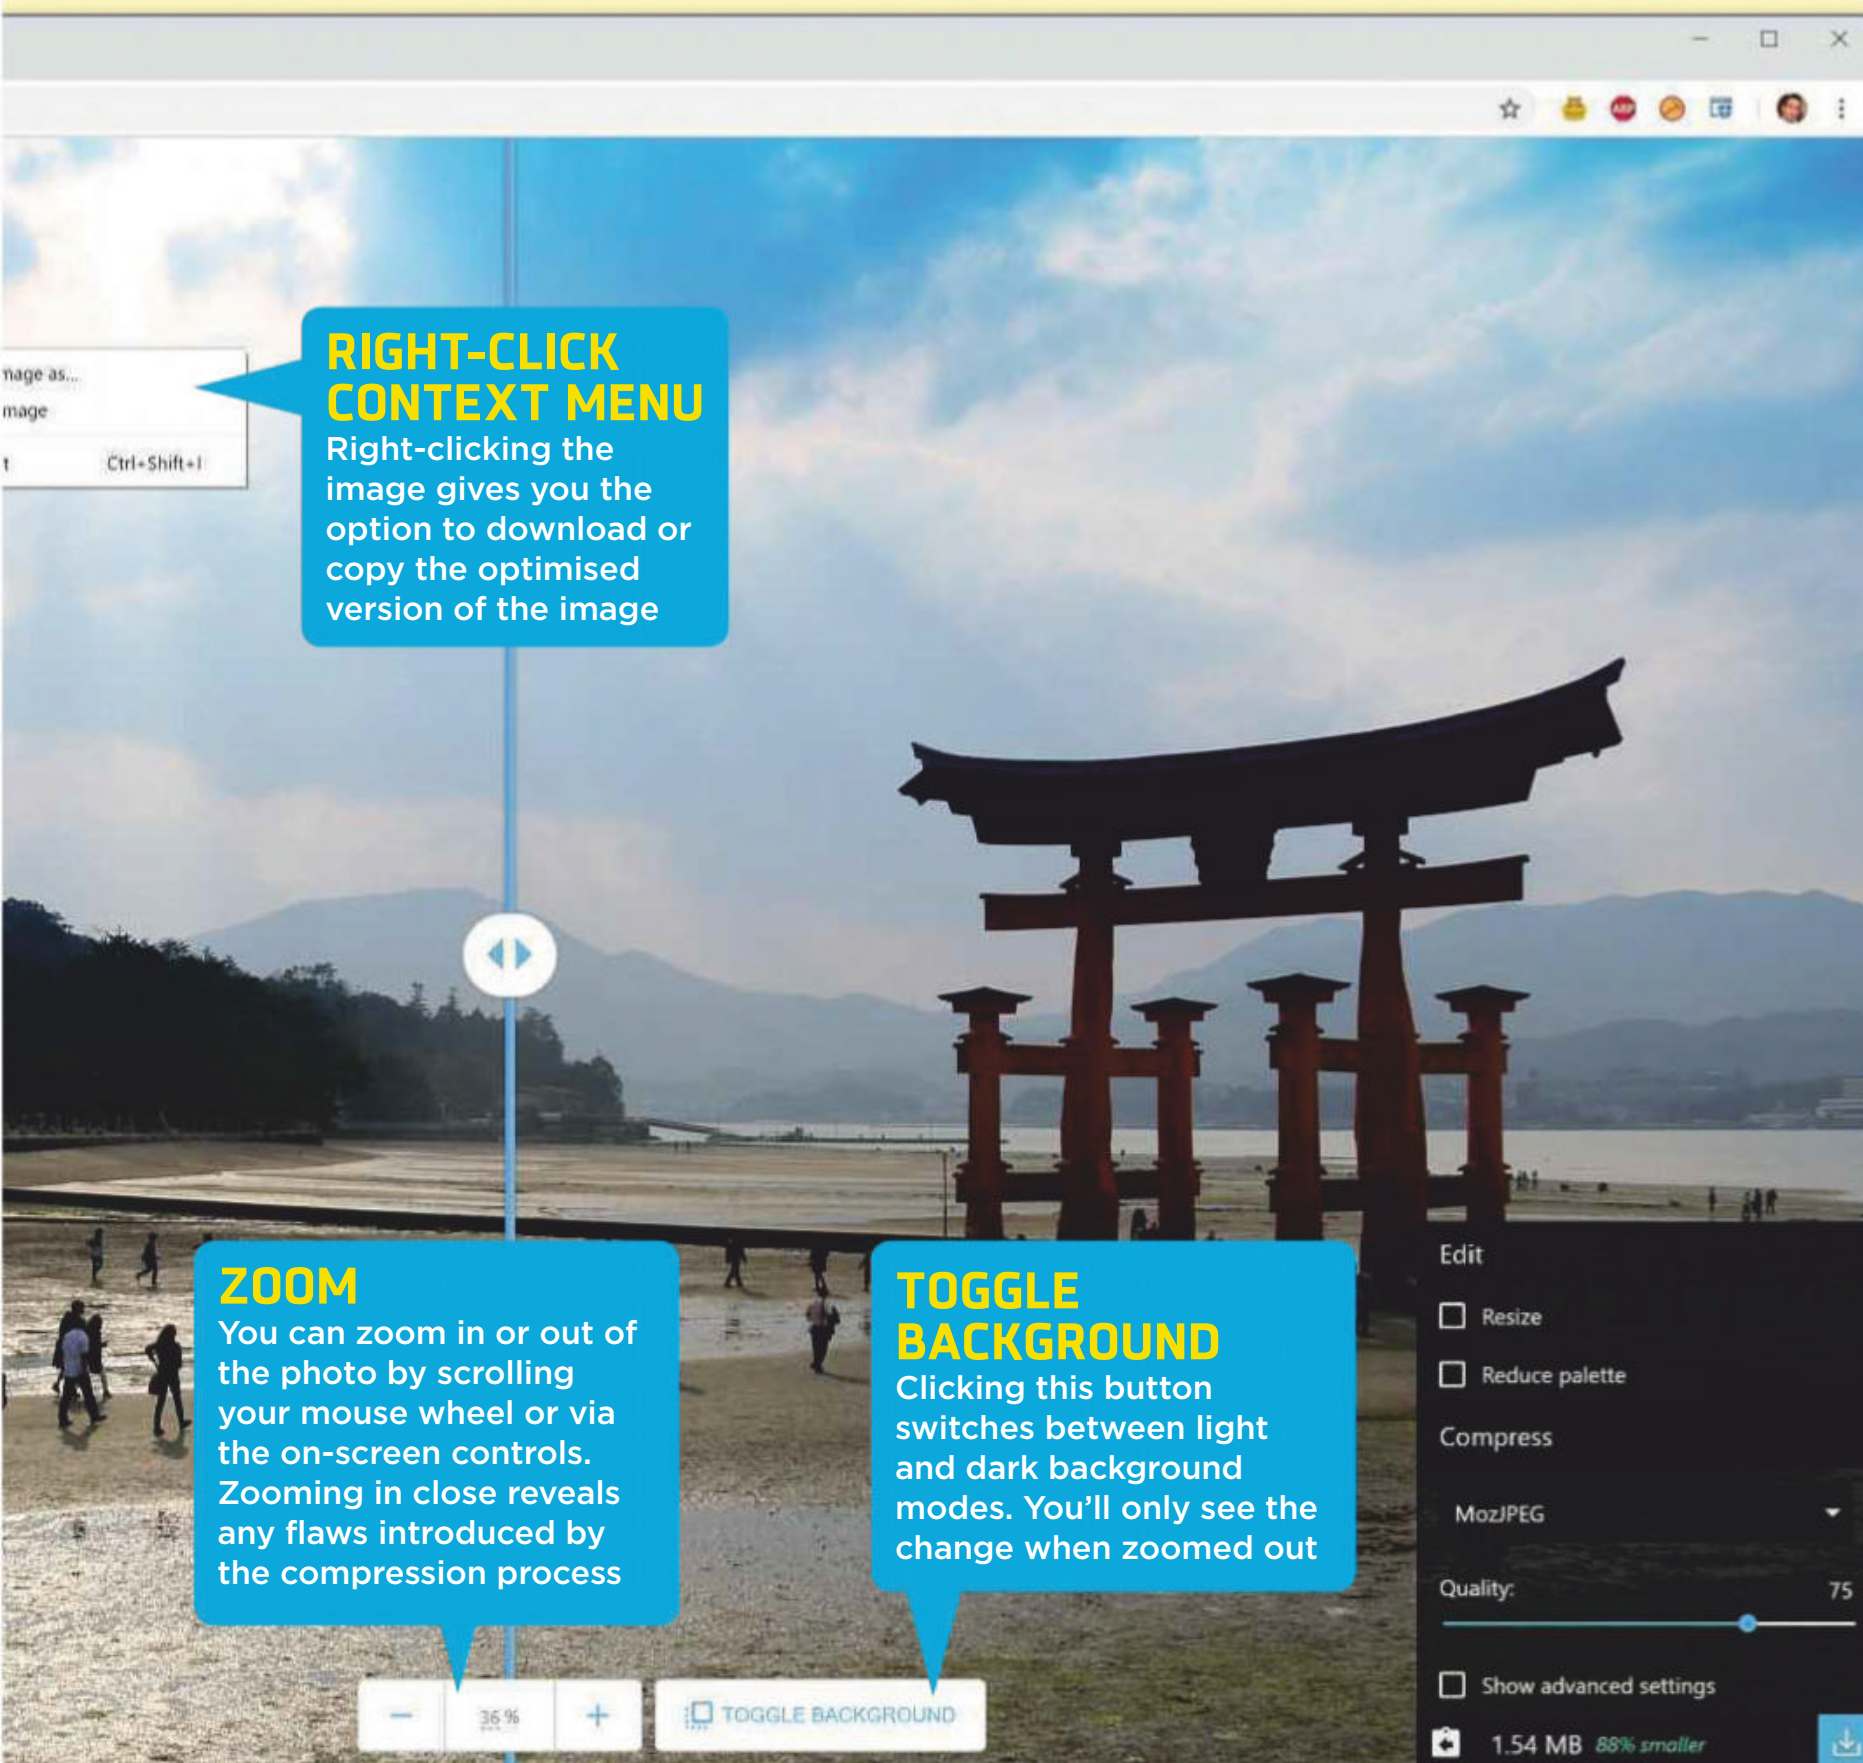 ABP
mage as...
mage
t Ctrl+Shift+I
RIGHT-CLICK
CONTEXT MENU
Right-clicking the
image gives you the
option to download or
copy the optimised
version of the image
ZOOM
You can zoom in or out of
the photo by scrolling
your mouse wheel or via
the on-screen controls.
Zooming in close reveals
any flaws introduced by
the compression process
TOGGLE
BACKGROUND
Clicking this button
switches between light
and dark background
modes. You'll only see the
change when zoomed out
Edit
Resize
Reduce palette
Compress
MozJPEG
Quality: 75
Show advanced settings
1.54 MB 88% smaller
36 %
TOGGLE BACKGROUND